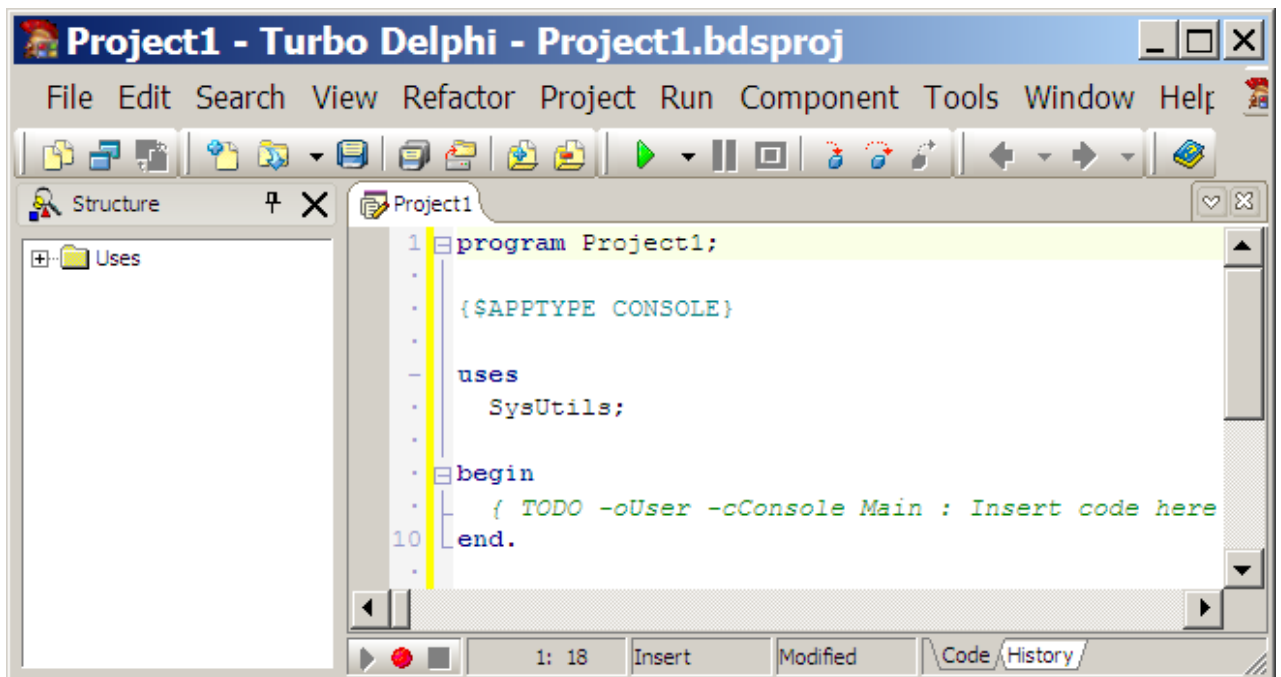 Project1 - Turbo Delphi - Project1.bdsproj
File Edit Search View Refactor Project Run Component Tools Window Help
Structure
Project1
Uses
1 program Project1;
{$APPTYPE CONSOLE}
uses
SysUtils;
begin
{ TODO -oUser -cConsole Main : Insert code here
10 end.
1: 18 Insert Modified Code History